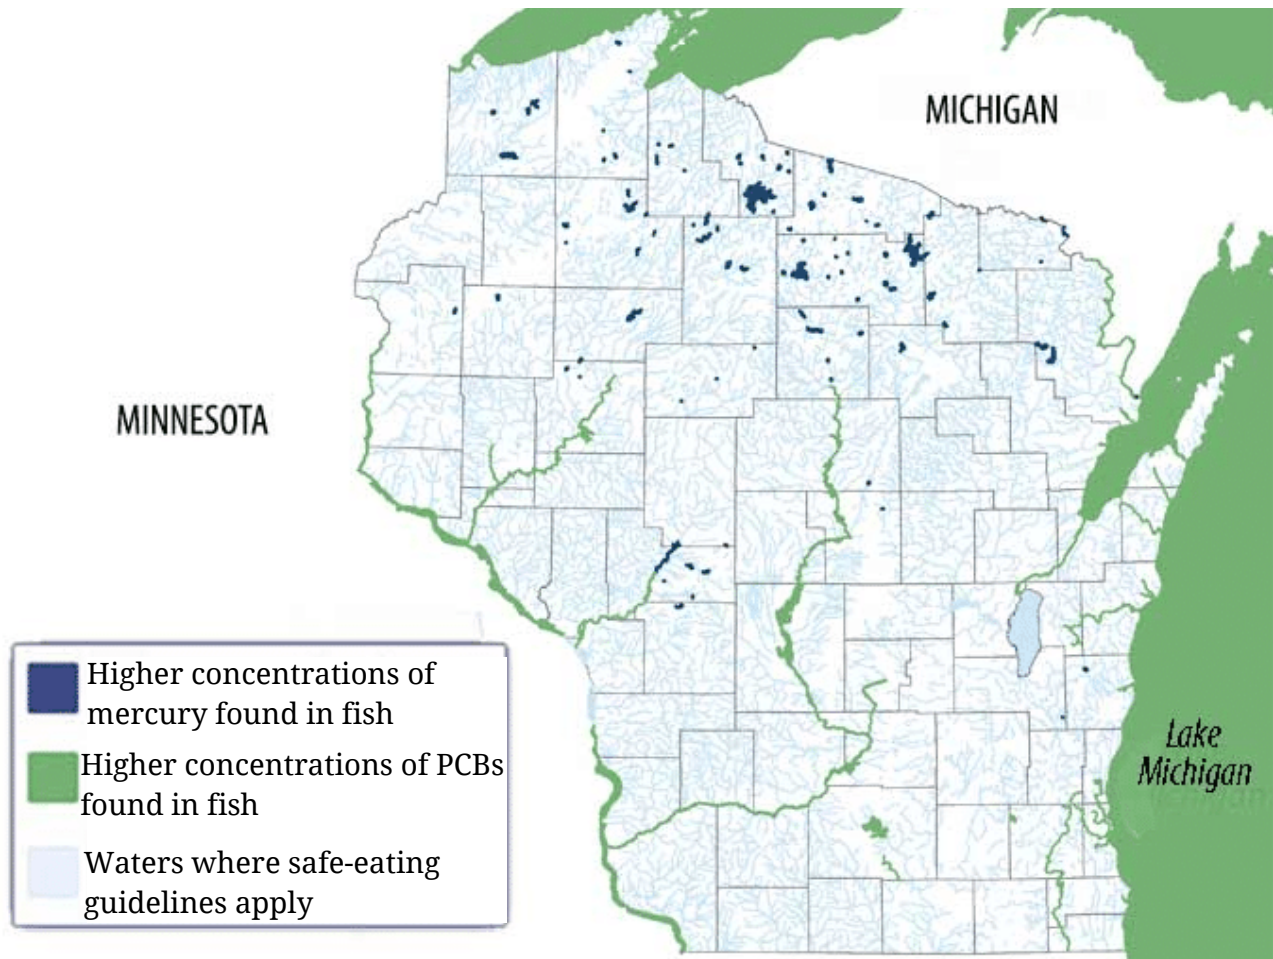 MICHIGAN
MINNESOTA
Higher concentrations of
mercury found in fish
Higher concentrations of PCBs
found in fish
Waters where safe-eating
guidelines apply
Lake
Michigan